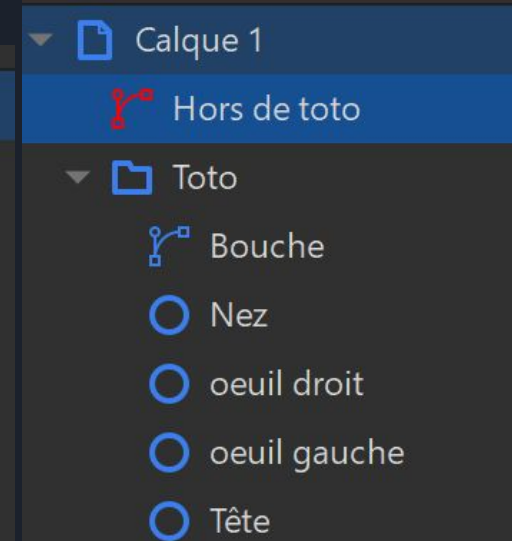 Calque 1
Hors de toto
Toto
Bouche
Nez
oeuil droit
oeuil gauche
Tête